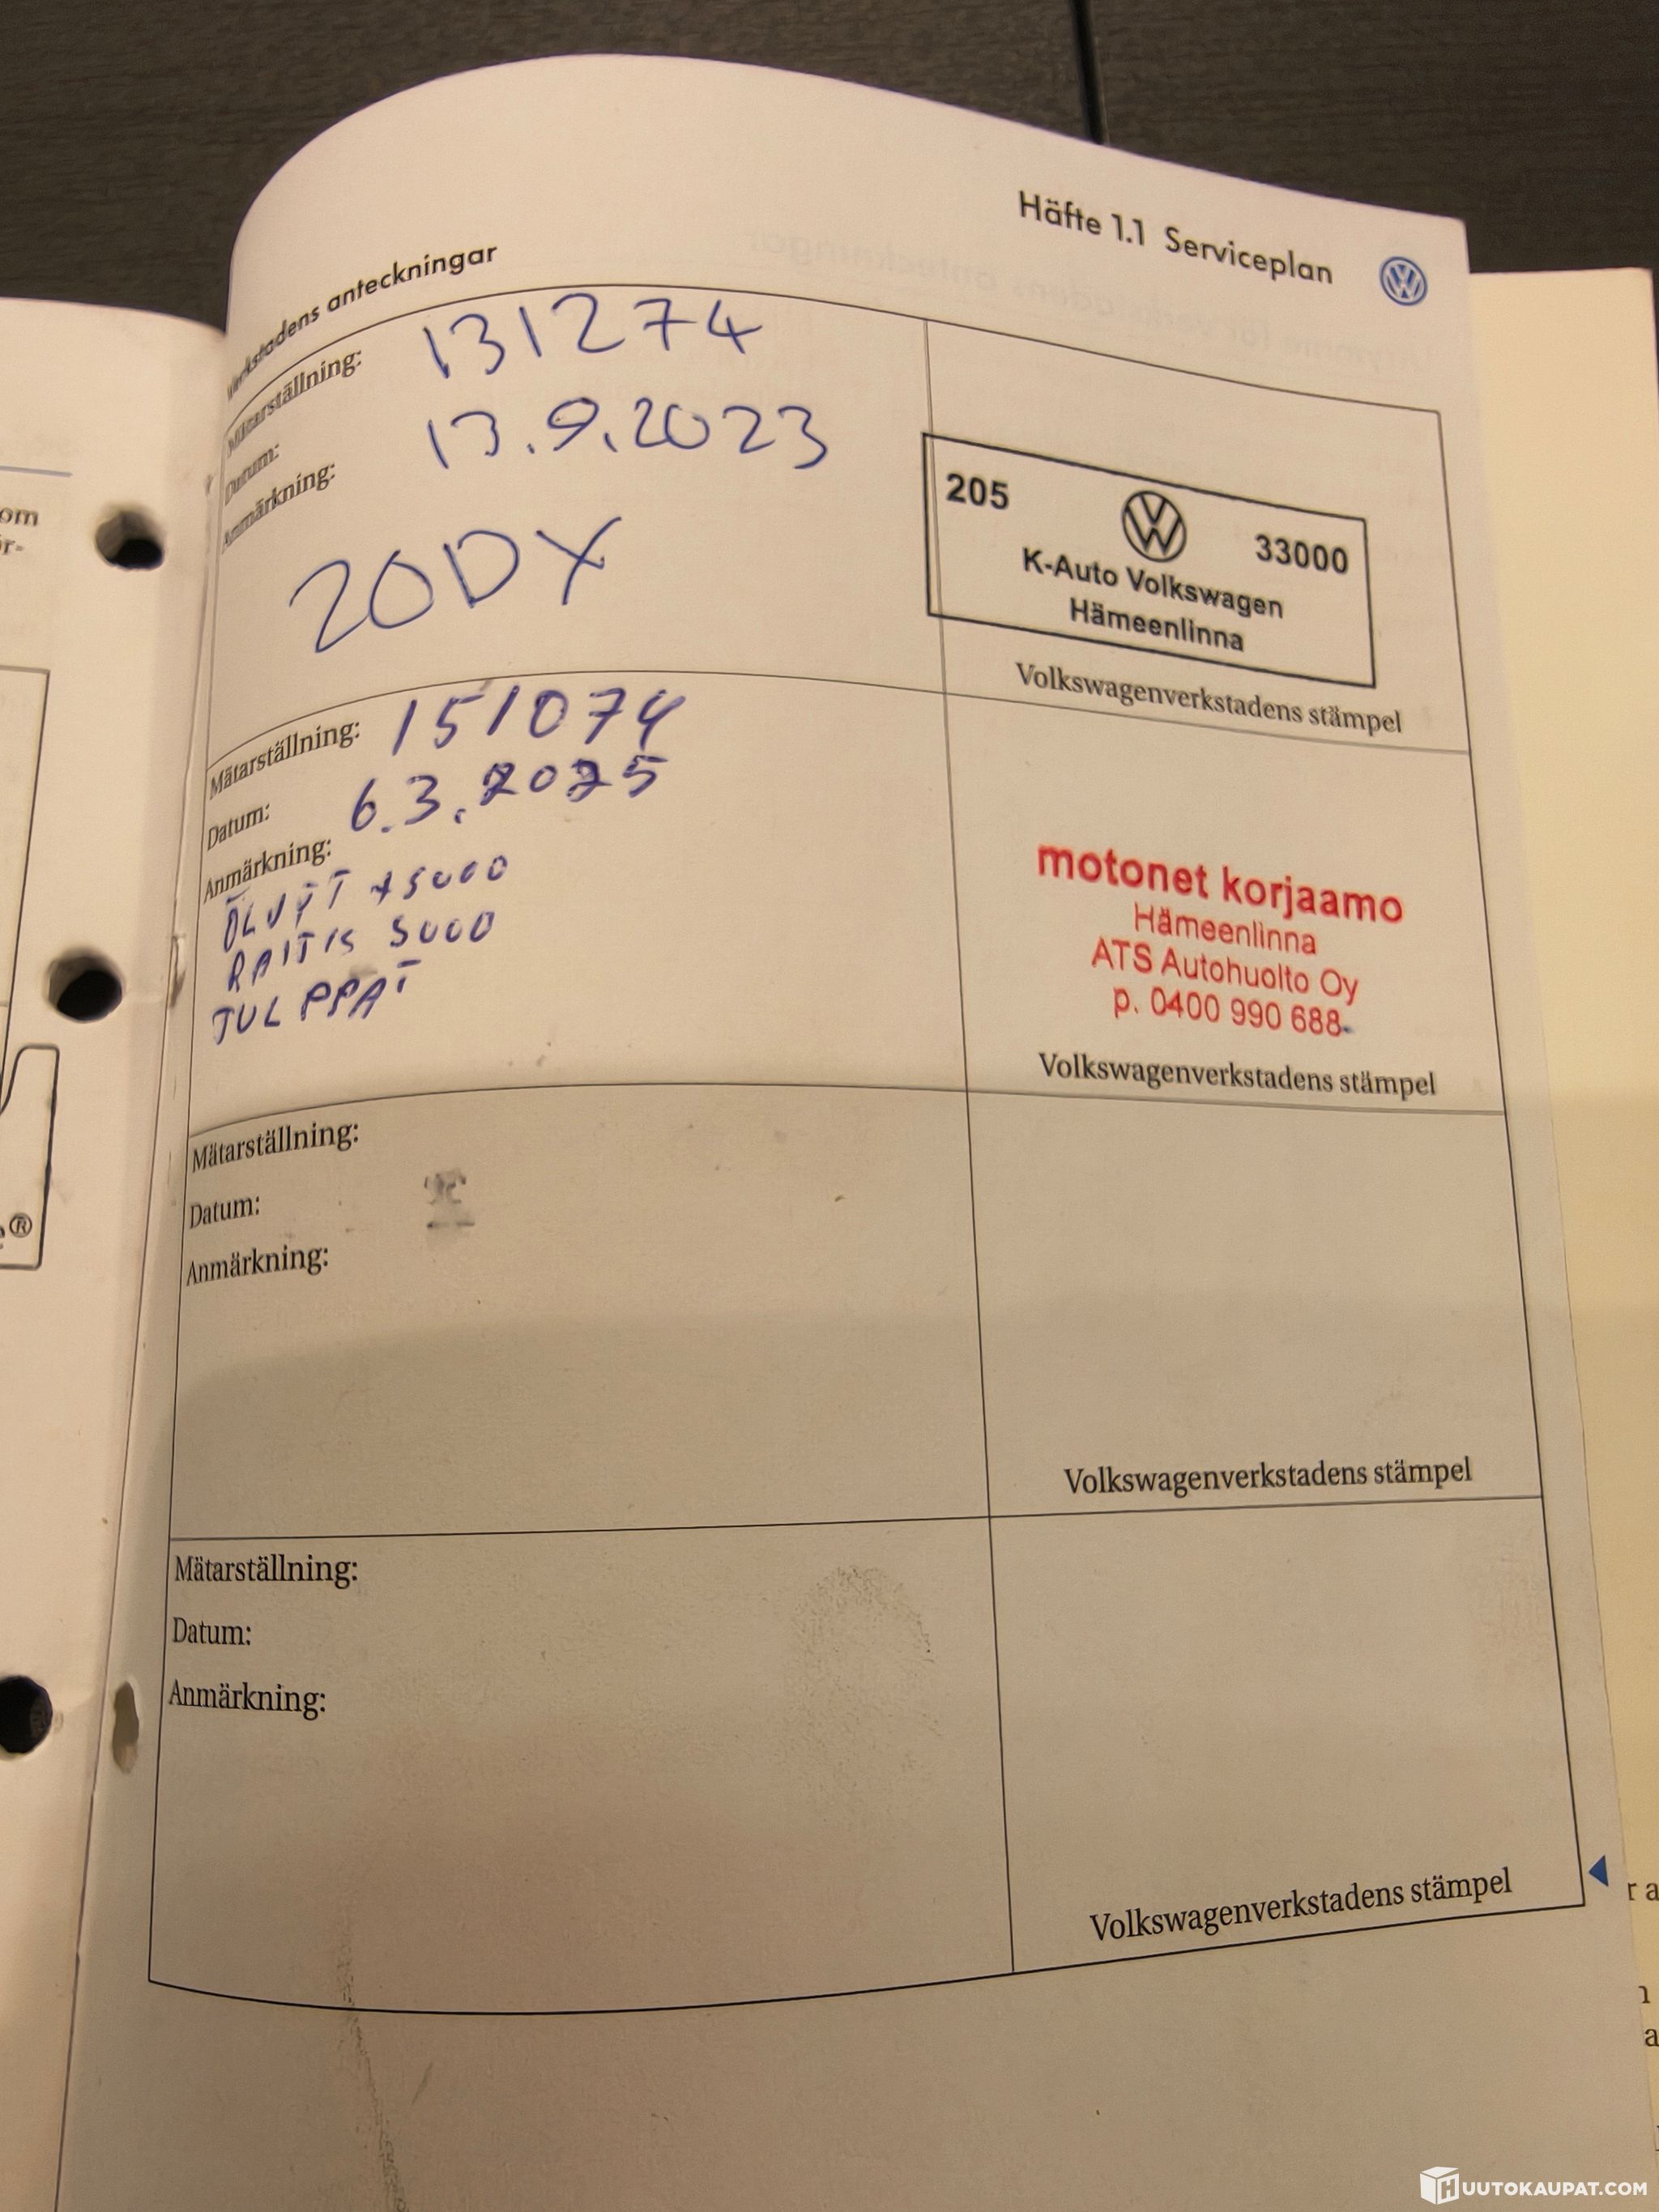 om
Häfte 1.1 Serviceplan
Verkstadens anteckningar
Mätarställning: 131274
Datum: 13.9.2023
Anmärkning:
20DX
205
33000
K-Auto Volkswagen
Hämeenlinna
Volkswagenverkstadens stämpel
Mätarställning: 151074
Datum: 6.3.2025
Anmärkning:
RAITIS 5000
TULPPAT
motonet korjaamo
Hämeenlinna
ATS Autohuolto Oy
p. 0400 990 688
Volkswagenverkstadens stämpel
Mätarställning:
Datum:
Anmärkning:
Volkswagenverkstadens stämpel
Mätarställning:
Datum:
Anmärkning:
Volkswagenverkstadens stämpel
HUUTOKAUPAT.COM